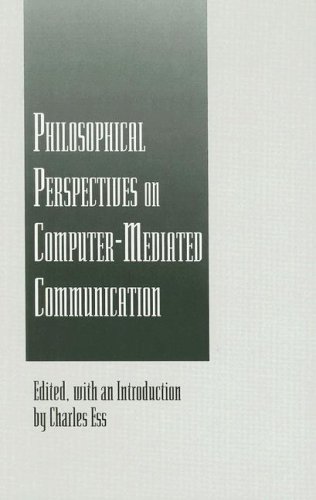 PHILOSOPHICAL
PERSPECTIVES ON
COMPUTER-MEDIATED
COMMUNICATION
Edited, with an Introduction
by Charles Ess